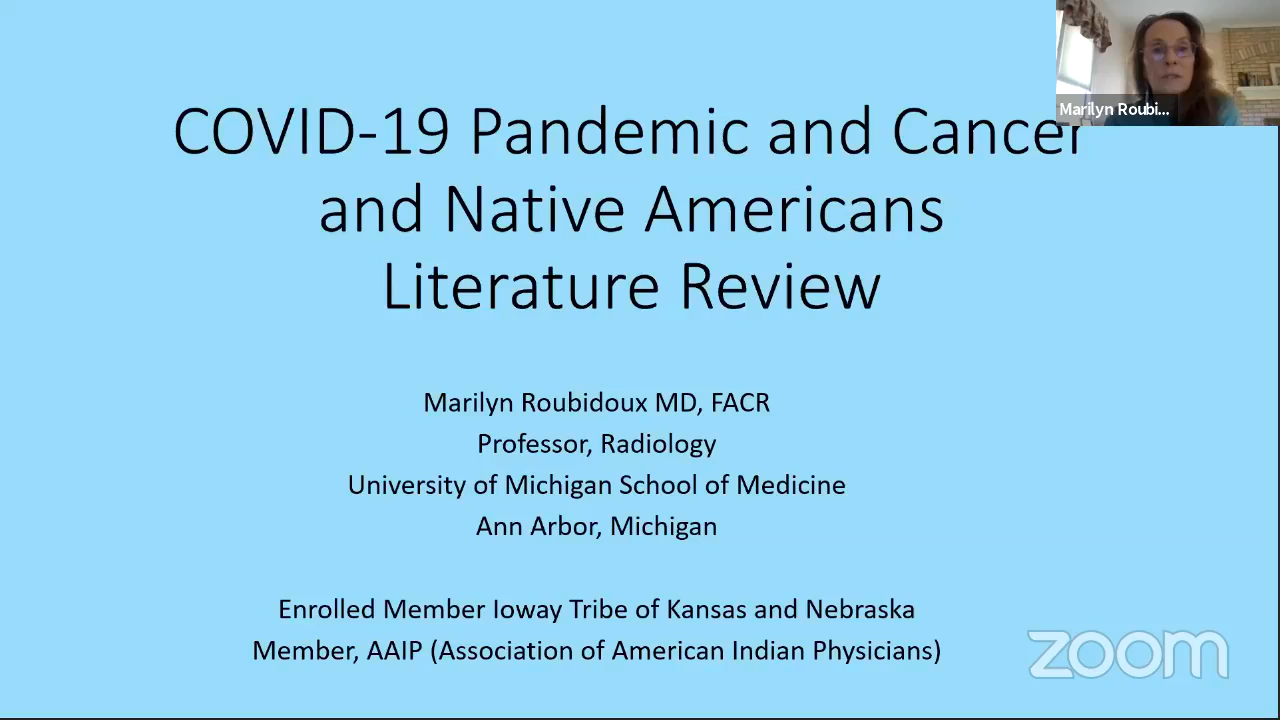 COVID-19 Pandemic and Cancer
and Native Americans
Literature Review
Marilyn Roubi...
Marilyn Roubidoux MD, FACR
Professor, Radiology
University of Michigan School of Medicine
Ann Arbor, Michigan
Enrolled Member Ioway Tribe of Kansas and Nebraska
Member, AAIP (Association of American Indian Physicians)
zoom